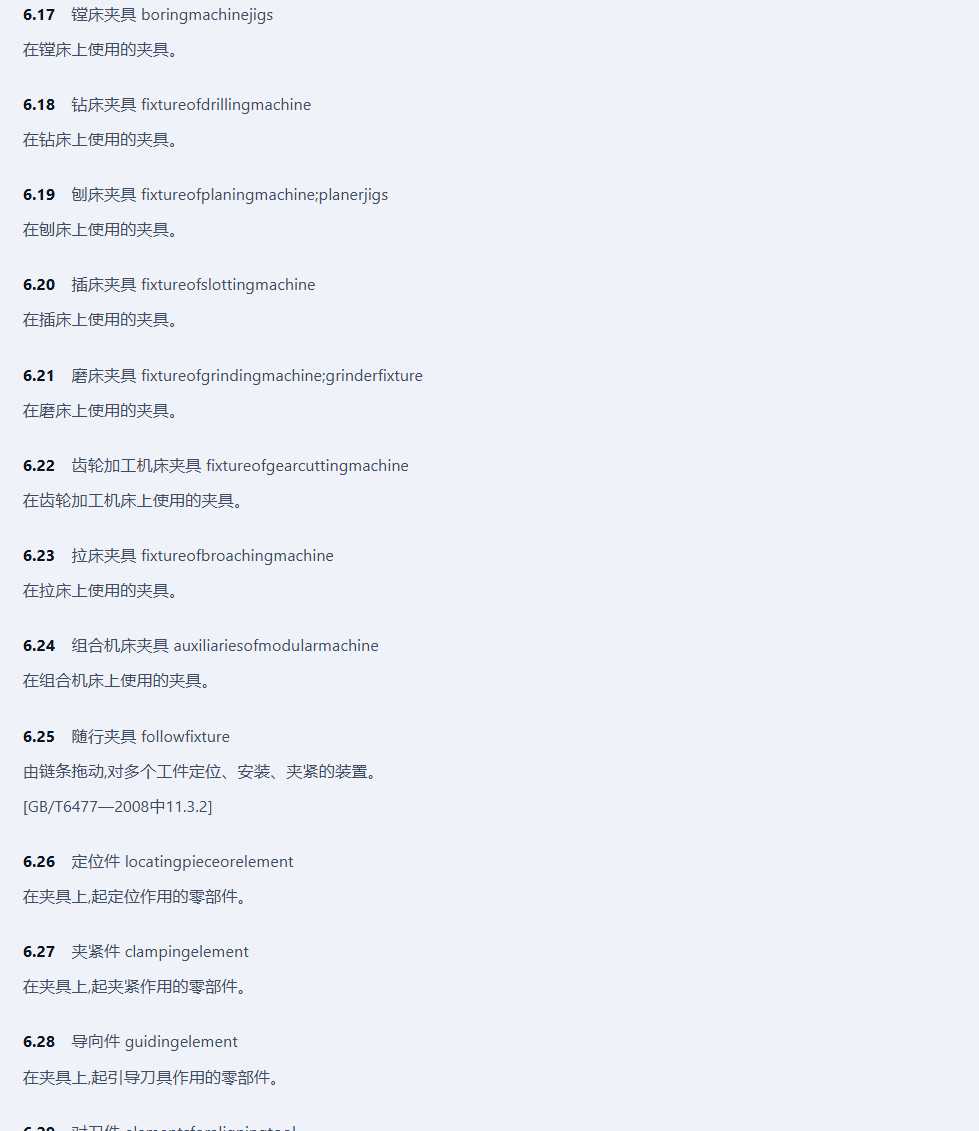 6.17 镗床夹具 boringmachinejigs
在镗床上使用的夹具。
6.18 钻床夹具 fixtureofdrillingmachine
在钻床上使用的夹具。
6.19 刨床夹具 fixtureofplaningmachine;planerjigs
在刨床上使用的夹具。
6.20 插床夹具 fixtureofslottingmachine
在插床上使用的夹具。
6.21 磨床夹具 fixtureofgrindingmachine;grinderfixture
在磨床上使用的夹具。
6.22 齿轮加工机床夹具 fixtureofgearcuttingmachine
在齿轮加工机床上使用的夹具。
6.23 拉床夹具 fixtureofbroachingmachine
在拉床上使用的夹具。
6.24 组合机床夹具 auxiliariesofmodularmachine
在组合机床上使用的夹具。
6.25 随行夹具 followfixture
由链条拖动,对多个工件定位、安装、夹紧的装置。
[GB/T6477—2008中11.3.2]
6.26 定位件 locatingpieceorelement
在夹具上,起定位作用的零部件。
6.27 夹紧件 clampingelement
在夹具上,起夹紧作用的零部件。
6.28 导向件 guidingelement
在夹具上,起引导刀具作用的零部件。